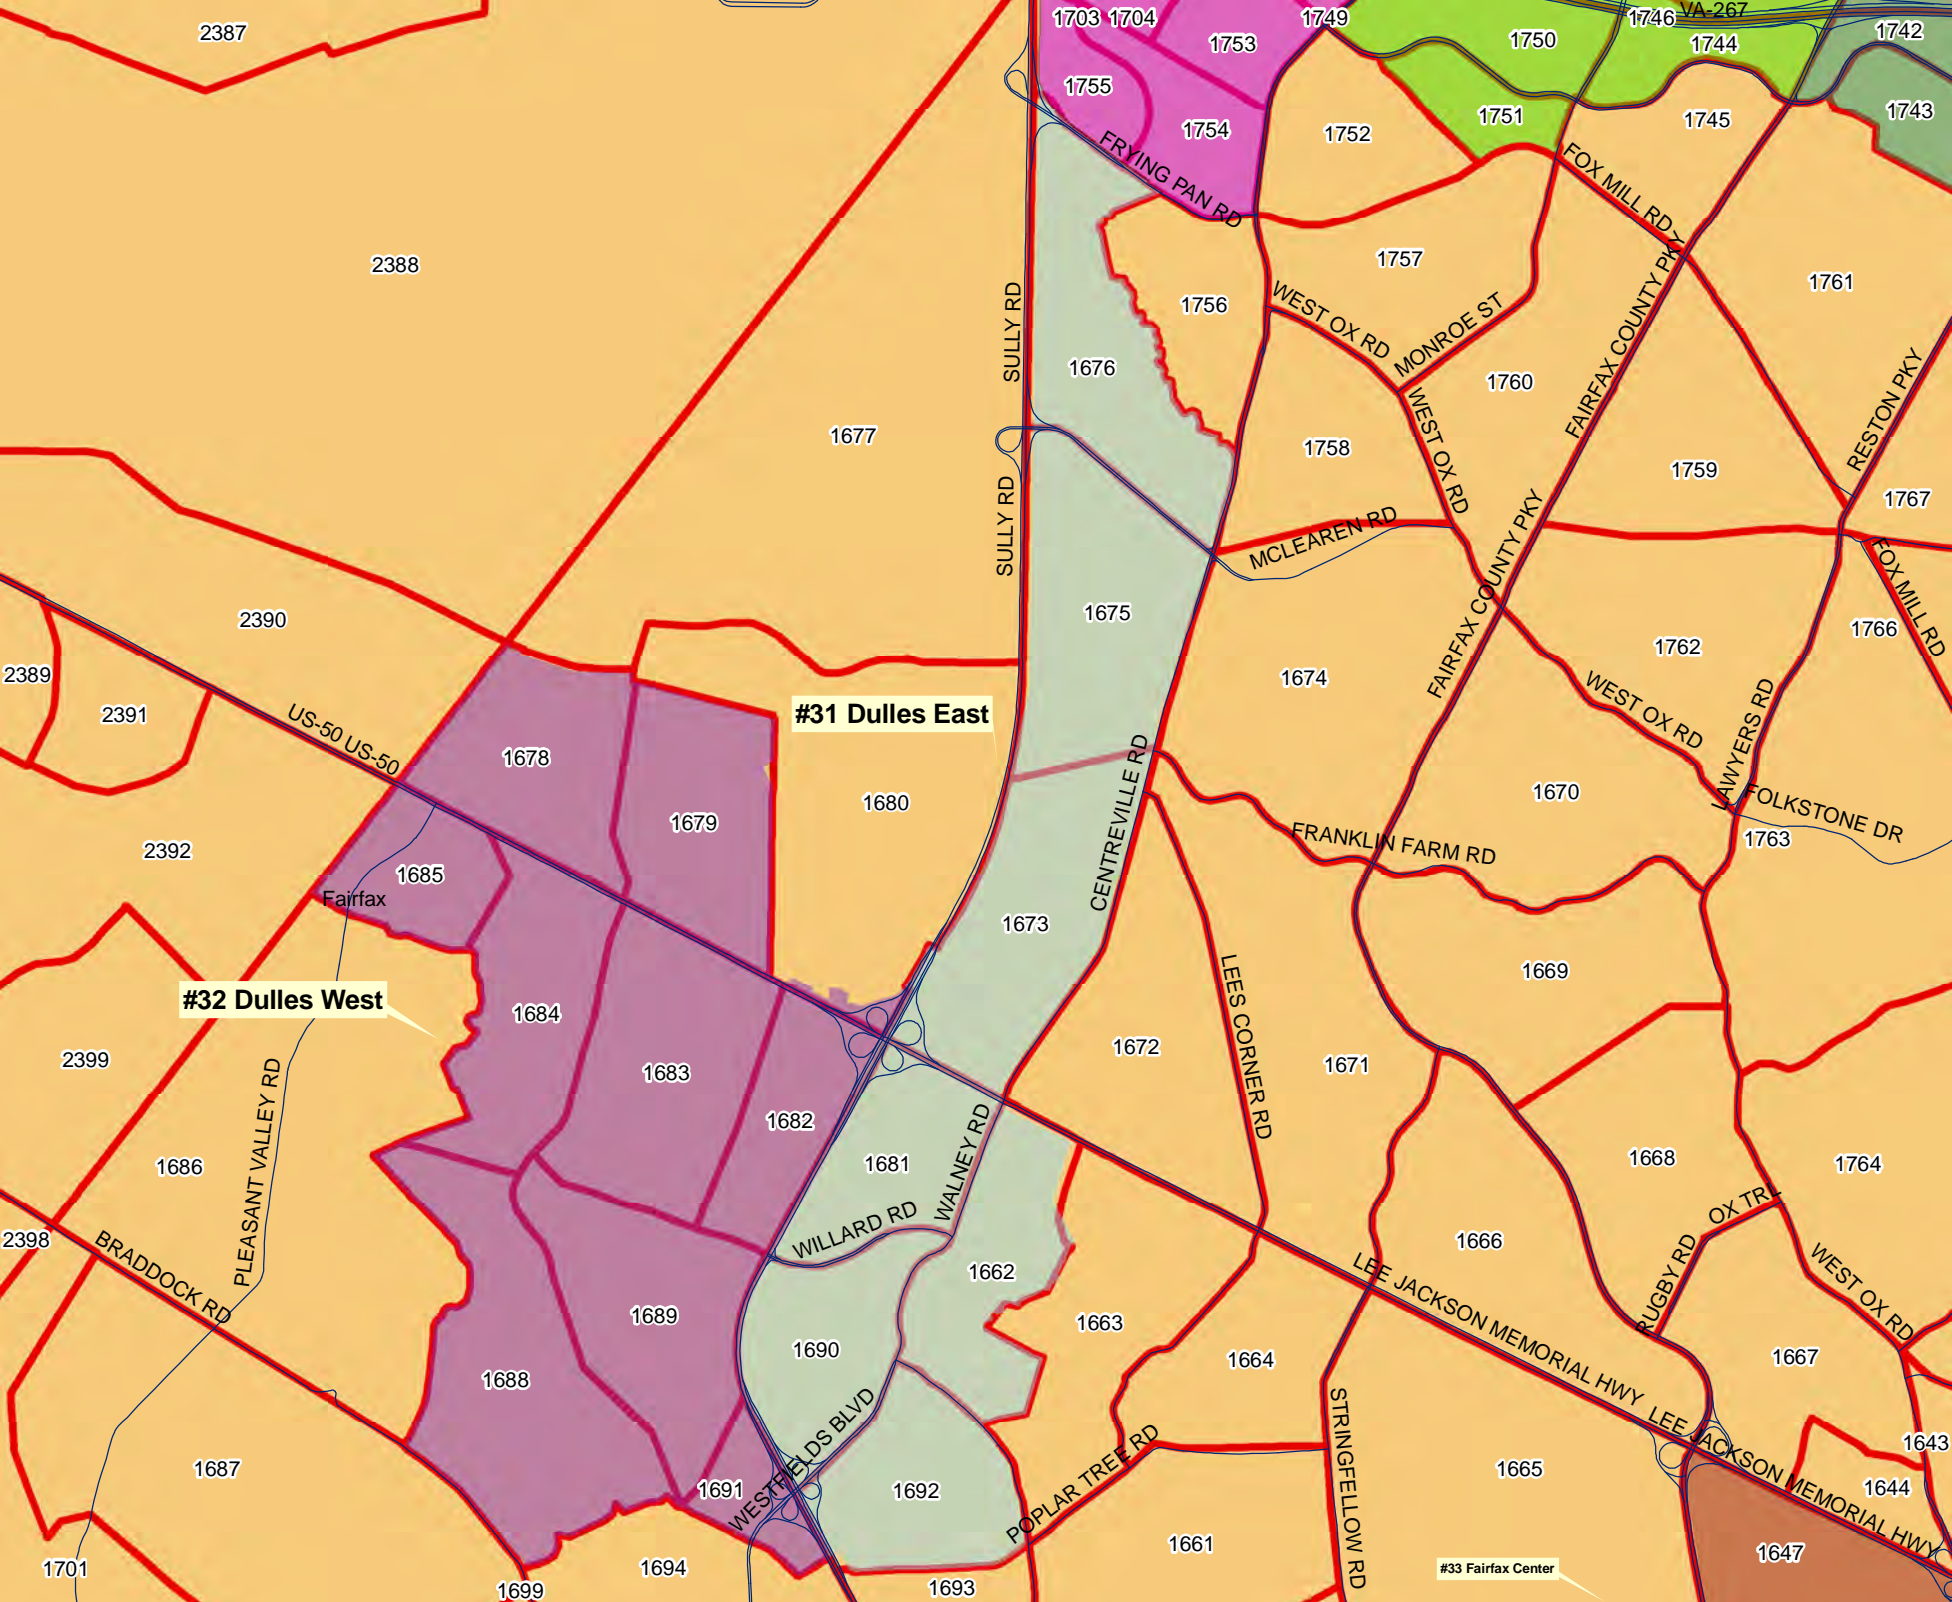 2387
1703
1704
1749
1746
VA-267
1753
1750
1744
1742
1755
1754
1752
1751
1745
1743
FRYING PAN RD
FOX MILL RD
2388
1757
1761
1756
SULLY RD
WEST OX RD
MONROE ST
FAIRFAX COUNTY PKY
1676
1760
RESTON PKY
1677
1758
WEST OX RD
1759
1767
SULLY RD
MCLEAREN RD
FAIRFAX COUNTY PKY
FOX MILL RD
2390
1675
1766
1762
2389
1674
2391
#31 Dulles East
WEST OX RD
LAWYERS RD
US-50 US-50
1678
1680
1679
CENTREVILLE RD
1670
FOLKSTONE DR
1763
2392
FRANKLIN FARM RD
1685
Fairfax
1673
1669
#32 Dulles West
1684
LEES CORNER RD
2399
1683
1672
1671
1682
PLEASANT VALLEY RD
1686
1681
WALNEY RD
1668
1764
WILLARD RD
OX TRL
2398
BRADDOCK RD
1662
1666
RUGBY RD
WEST OX RD
LEE JACKSON MEMORIAL HWY
1689
1663
1690
1664
1667
1688
WESTFIELDS BLVD
STRINGFELLOW RD
LEE JACKSON MEMORIAL HWY
1643
1687
1691
1692
POPLAR TREE RD
1665
1644
1661
1647
1701
1694
1699
1693
#33 Fairfax Center